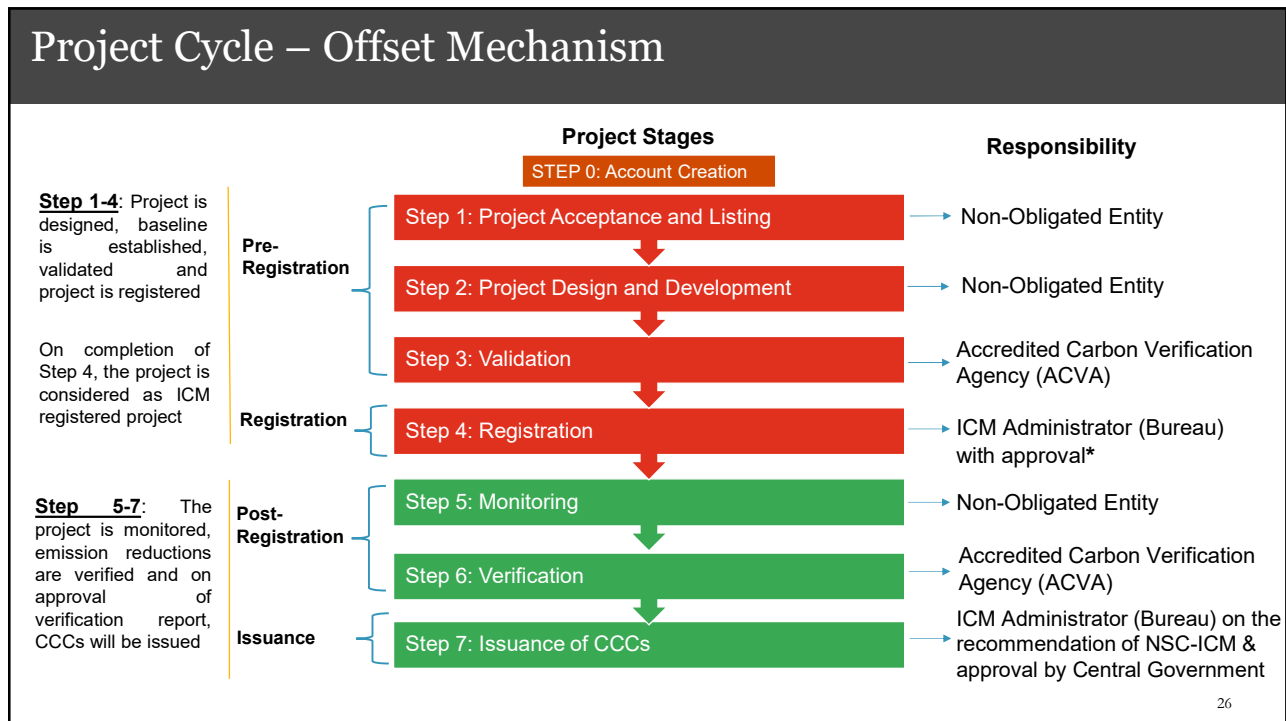 Project Cycle – Offset Mechanism
Project Stages
Responsibility
STEP 0: Account Creation
Step 1-4: Project is
designed, baseline
is established,
validated and
project is registered
On completion of
Step 4, the project is
considered as ICM
registered project
Pre-
Registration
Step 1: Project Acceptance and Listing
Non-Obligated Entity
Step 2: Project Design and Development
Non-Obligated Entity
Step 3: Validation
Accredited Carbon Verification
Agency (ACVA)
Registration
Step 4: Registration
ICM Administrator (Bureau)
with approval*
Step 5-7: The
project is monitored,
emission reductions
are verified and on
approval of
verification report,
CCCs will be issued
Post-
Registration
Step 5: Monitoring
Non-Obligated Entity
Step 6: Verification
Accredited Carbon Verification
Agency (ACVA)
Issuance
Step 7: Issuance of CCCs
ICM Administrator (Bureau) on the
recommendation of NSC-ICM &
approval by Central Government
26